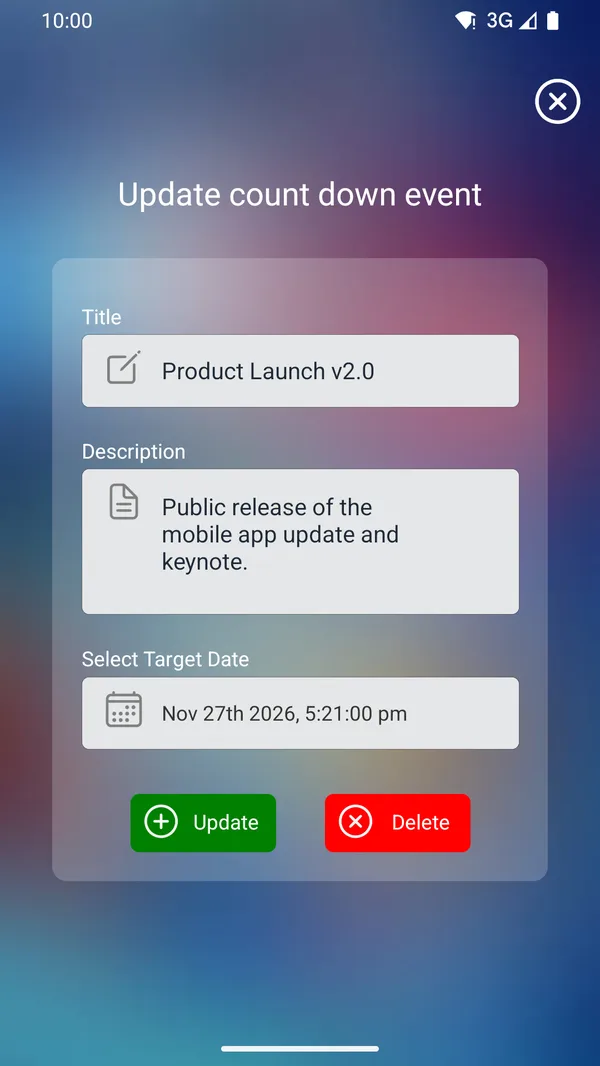 10:00
3G
Update count down event
Title
Product Launch v2.0
Description
Public release of the
mobile app update and
keynote.
Select Target Date
Nov 27th 2026, 5:21:00 pm
Update
Delete